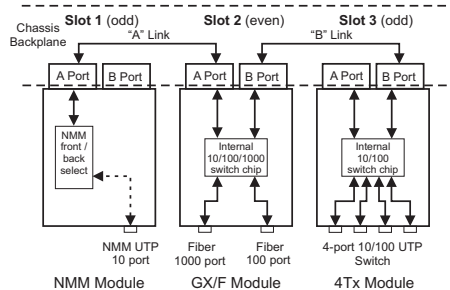 Slot 1 (odd)
Slot 2 (even)
Slot 3 (odd)
Chassis
Backplane
"A" Link
"B" Link
A Port
B Port
A Port
B Port
A Port
B Port
NMM
front /
back
select
Internal
10/100/1000
switch chip
Internal
10/100
switch chip
NMM UTP
10 port
Fiber
1000 port
Fiber
100 port
4-port 10/100 UTP
Switch
NMM Module
GX/F Module
4Tx Module